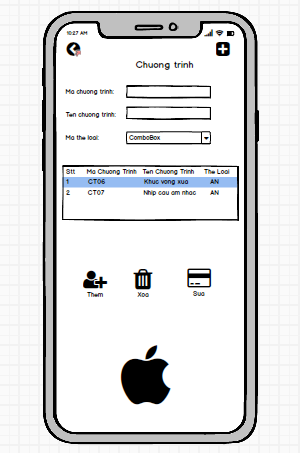 10:27 AM
Chuong trinh
Ma chuong trinh:
Ten chuong trinh:
Ma the loai: ComboBox
Stt Ma Chuong Trinh Ten Chuong Trinh The Loai
1 CT06 Khuc vong xua AN
2 CT07 Nhip cau am nhac AN
Them Xoa Sua